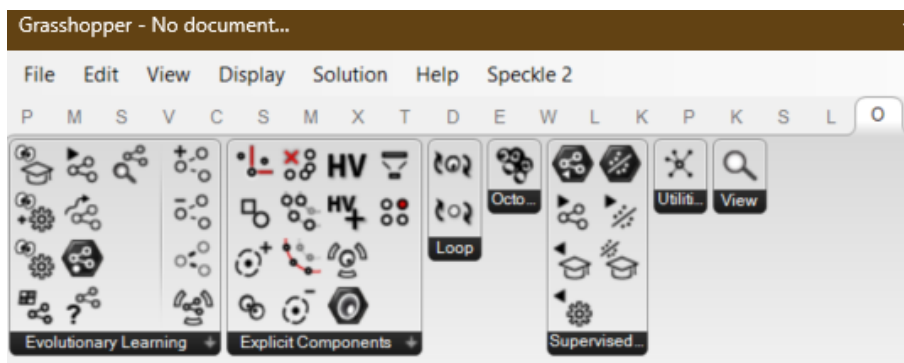 Grasshopper - No document...
File Edit View Display Solution Help Speckle 2
P M S V C S M X T D E W L K P K S L O
HV
HV
Octo...
Utiliti...
View
Loop
?
Evolutionary Learning
Explicit Components
Supervised...